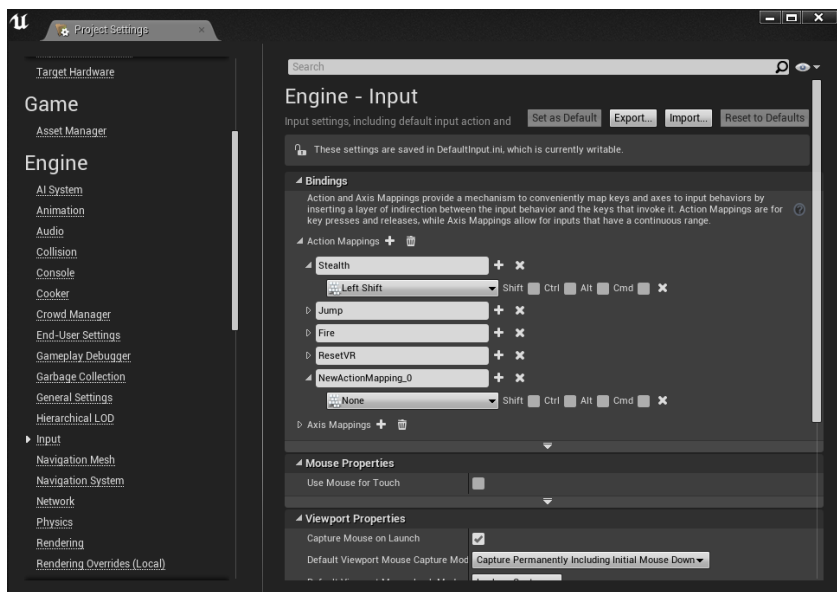 Project Settings
Target Hardware
Game
Asset Manager
Engine
AI System
Animation
Audio
Collision
Console
Cooker
Crowd Manager
End-User Settings
Gameplay Debugger
Garbage Collection
General Settings
Hierarchical LOD
Input
Navigation Mesh
Navigation System
Network
Physics
Rendering
Rendering Overrides (Local)
Search
Engine - Input
Input settings, including default input action and
Set as Default Export... Import... Reset to Defaults
These settings are saved in DefaultInput.ini, which is currently writable.
Bindings
Action and Axis Mappings provide a mechanism to conveniently map keys and axes to input behaviors by
inserting a layer of indirection between the input behavior and the keys that invoke it. Action Mappings are for
key presses and releases, while Axis Mappings allow for inputs that have a continuous range.
Action Mappings
Stealth
Left Shift Shift Ctrl Alt Cmd
Jump
Fire
ResetVR
NewActionMapping_0
None Shift Ctrl Alt Cmd
Axis Mappings
Mouse Properties
Use Mouse for Touch
Viewport Properties
Capture Mouse on Launch
Default Viewport Mouse Capture Mod Capture Permanently Including Initial Mouse Down